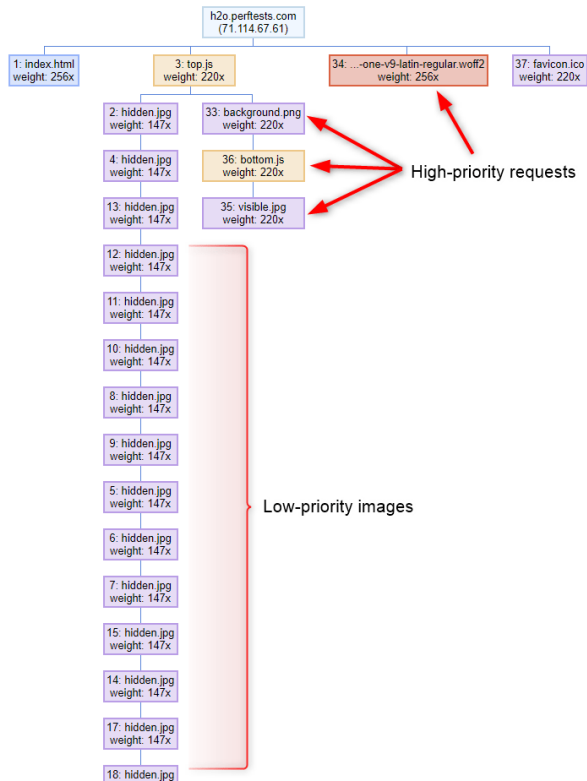 h2o.perftests.com
(71.114.67.61)
1: index.html
weight: 256x
3: top.js
weight: 220x
34: ...-one-v9-latin-regular.woff2
weight: 256x
37: favicon.ico
weight: 220x
2: hidden.jpg
weight: 147x
33: background.png
weight: 220x
4: hidden.jpg
weight: 147x
36: bottom.js
weight: 220x
High-priority requests
13: hidden.jpg
weight: 147x
35: visible.jpg
weight: 220x
12: hidden.jpg
weight: 147x
11: hidden.jpg
weight: 147x
10: hidden.jpg
weight: 147x
8: hidden.jpg
weight: 147x
9: hidden.jpg
weight: 147x
5: hidden.jpg
weight: 147x
Low-priority images
6: hidden.jpg
weight: 147x
7: hidden.jpg
weight: 147x
15: hidden.jpg
weight: 147x
14: hidden.jpg
weight: 147x
17: hidden.jpg
weight: 147x
18: hidden.jpg